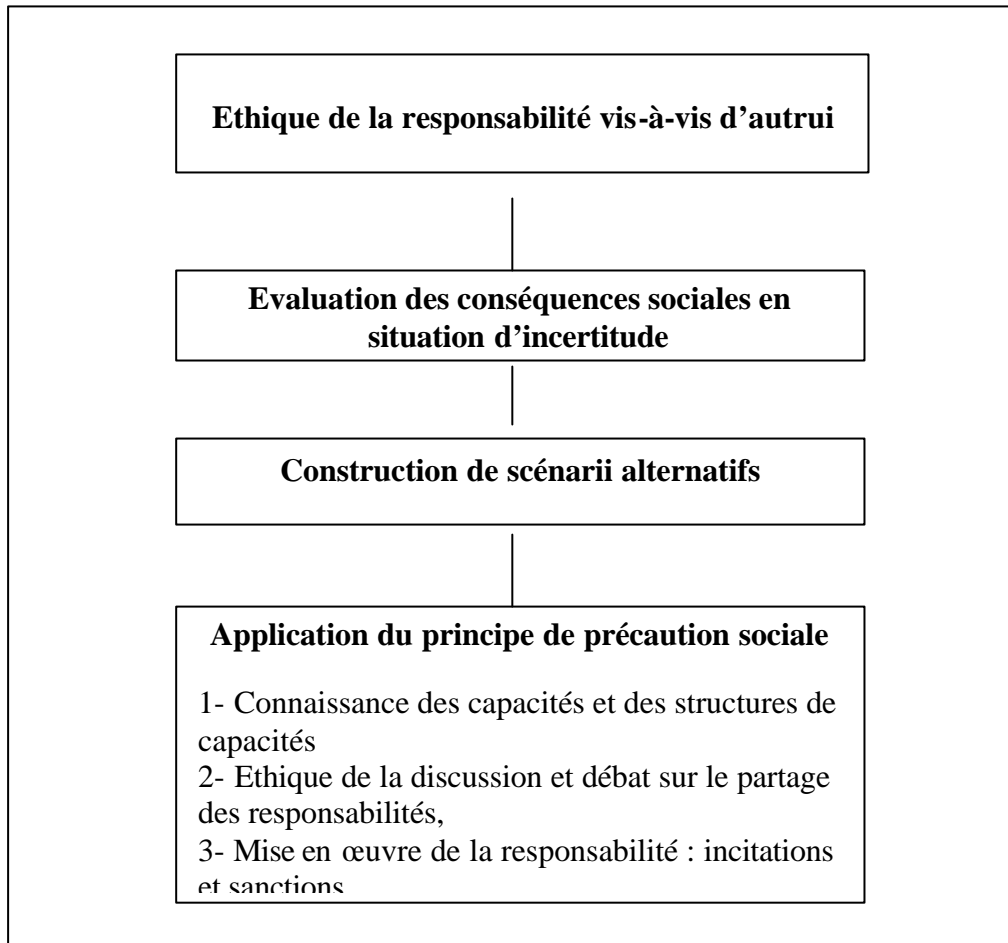 Ethique de la responsabilité vis-à-vis d’autrui
Evaluation des conséquences sociales en
situation d’incertitude
Construction de scénarii alternatifs
Application du principe de précaution sociale
1- Connaissance des capacités et des structures de
capacités
2- Ethique de la discussion et débat sur le partage
des responsabilités,
3- Mise en œuvre de la responsabilité : incitations
et sanctions